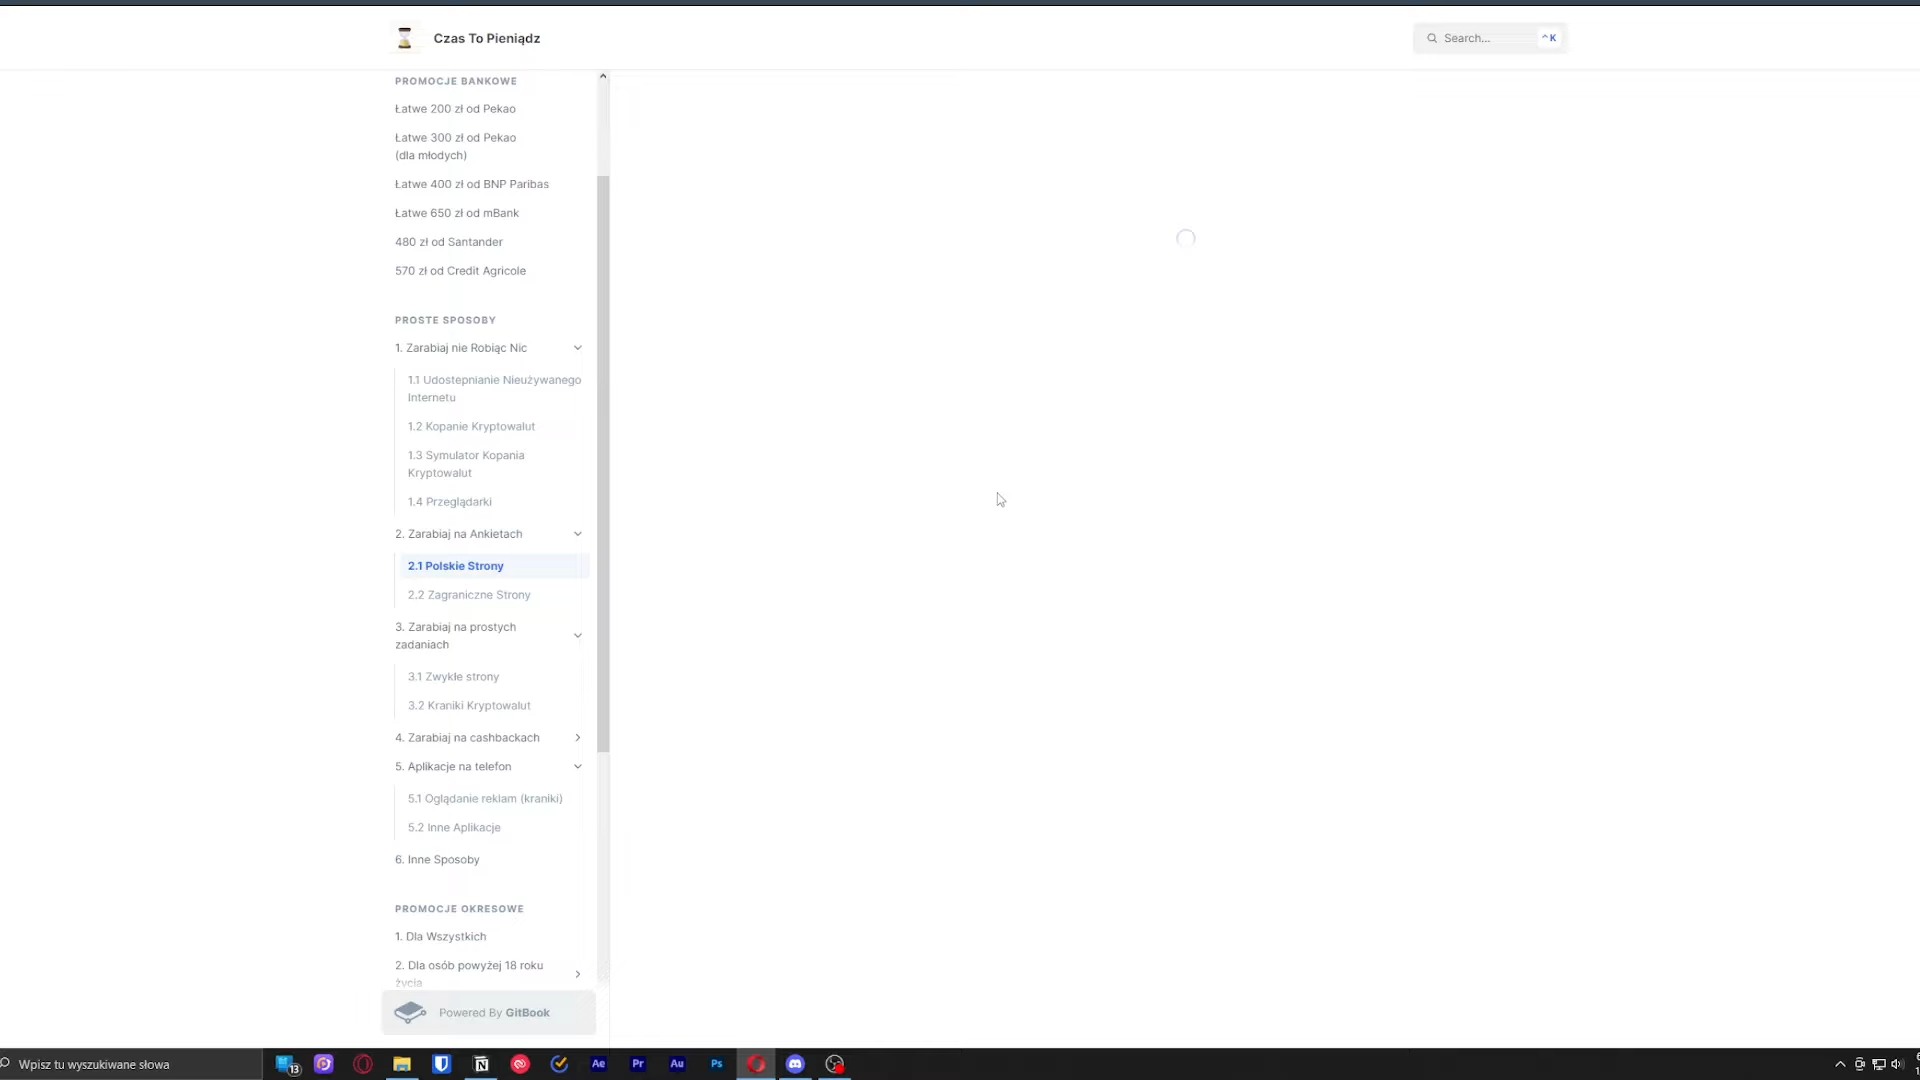 Czas To Pieniądz
Search...
⌃K
PROMOCJE BANKOWE
Łatwe 200 zł od Pekao
Łatwe 300 zł od Pekao
(dla młodych)
Łatwe 400 zł od BNP Paribas
Łatwe 650 zł od mBank
480 zł od Santander
570 zł od Credit Agricole
PROSTE SPOSOBY
1. Zarabiaj nie Robiąc Nic
1.1 Udostepnianie Nieużywanego
Internetu
1.2 Kopanie Kryptowalut
1.3 Symulator Kopania
Kryptowalut
1.4 Przeglądarki
2. Zarabiaj na Ankietach
2.1 Polskie Strony
2.2 Zagraniczne Strony
3. Zarabiaj na prostych
zadaniach
3.1 Zwykłe strony
3.2 Kraniki Kryptowalut
4. Zarabiaj na cashbackach
5. Aplikacje na telefon
5.1 Oglądanie reklam (kraniki)
5.2 Inne Aplikacje
6. Inne Sposoby
PROMOCJE OKRESOWE
1. Dla Wszystkich
2. Dla osób powyżej 18 roku
życia
Powered By GitBook
Wpisz tu wyszukiwane słowa
13
Ae
Pr
Au
Ps